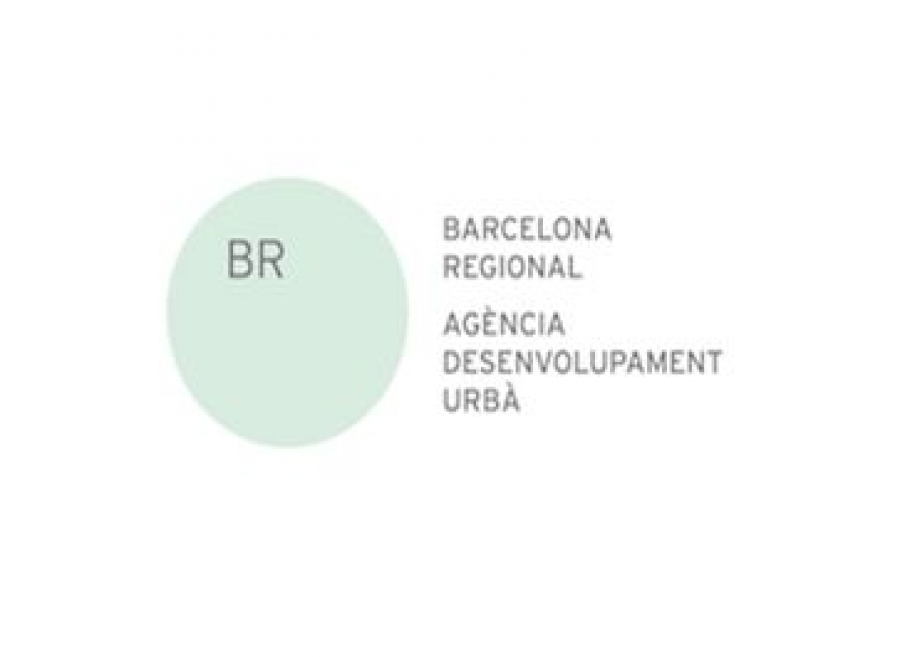 BR
BARCELONA
REGIONAL
AGÈNCIA
DESENVOLUPAMENT
URBÀ